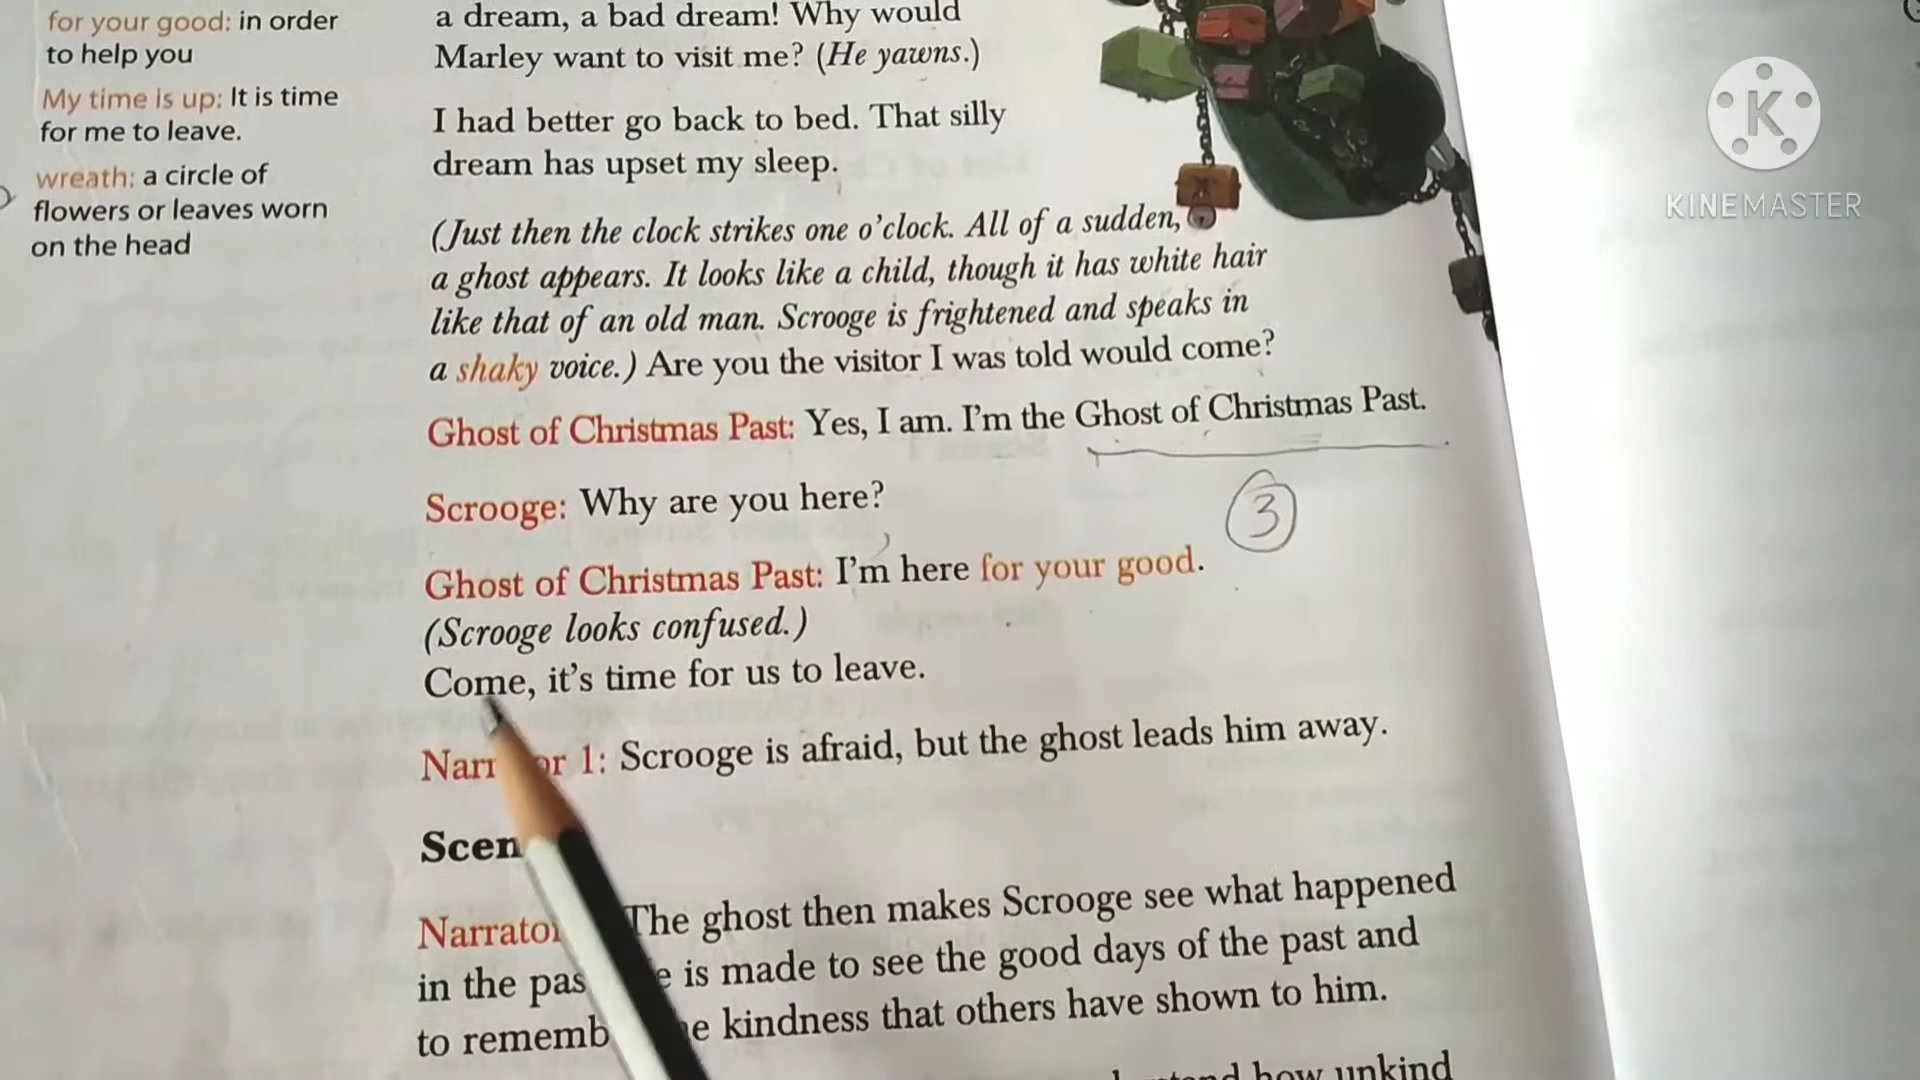 for your good: in order
to help you
My time is up: It is time
for me to leave.
wreath: a circle of
flowers or leaves worn
on the head
a dream, a bad dream! Why would
Marley want to visit me? (He yawns.)
I had better go back to bed. That silly
dream has upset my sleep.
(Just then the clock strikes one o'clock. All of a sudden,
a ghost appears. It looks like a child, though it has white hair
like that of an old man. Scrooge is frightened and speaks in
a shaky voice.) Are you the visitor I was told would come?
Ghost of Christmas Past: Yes, I am. I'm the Ghost of Christmas Past.
Scrooge: Why are you here?
3
Ghost of Christmas Past: I'm here for your good.
(Scrooge looks confused.)
Come, it's time for us to leave.
1: Scrooge is afraid, but the ghost leads him away.
The ghost then makes Scrooge see what happened
in the is made to see the good days of the past and
to kindness that others have shown to him.
how unkind
K
KINEMASTER